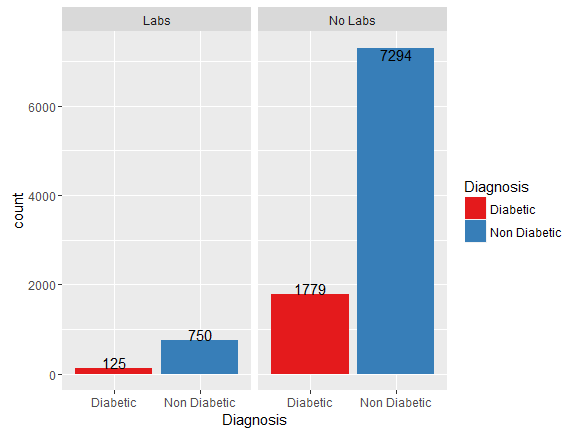 Labs
No Labs
count
6000
4000
2000
0
125
750
1779
7294
Diabetic
Non Diabetic
Diabetic
Non Diabetic
Diagnosis
Diagnosis
Diabetic
Non Diabetic